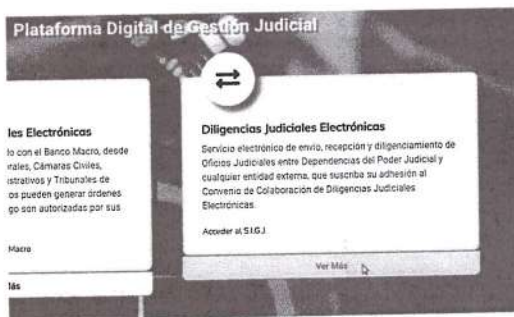 Plataforma Digital de Gestión Judicial
les Electrónicas
lo con el Banco Macro, desde
rales, Cámaras Civiles,
istrativos y Tribunales de
os pueden generar órdenes
go son autorizadas por sus
Macro
Más
Diligencias Judiciales Electrónicas
Servicio electrónico de envío, recepción y diligenciamiento de
Oficios Judiciales entre Dependencias del Poder Judicial y
cualquier entidad externa, que suscriba su adhesión al
Convenio de Colaboración de Diligencias Judiciales
Electrónicas.
Acceder al S.I.G.J.
Ver Más